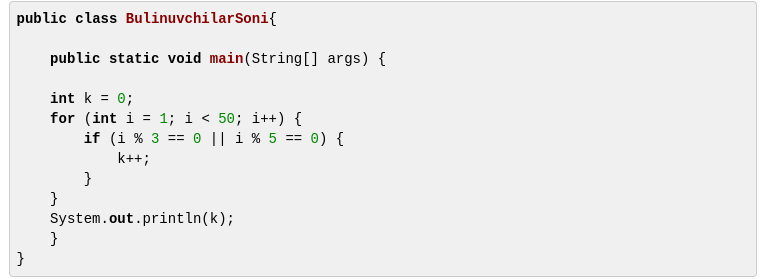 public class BulinuvchilarSoni{
public static void main(String[] args) {
int k = 0;
for (int i = 1; i < 50; i++) {
if (i % 3 == 0 || i % 5 == 0) {
k++;
}
}
System.out.println(k);
}
}